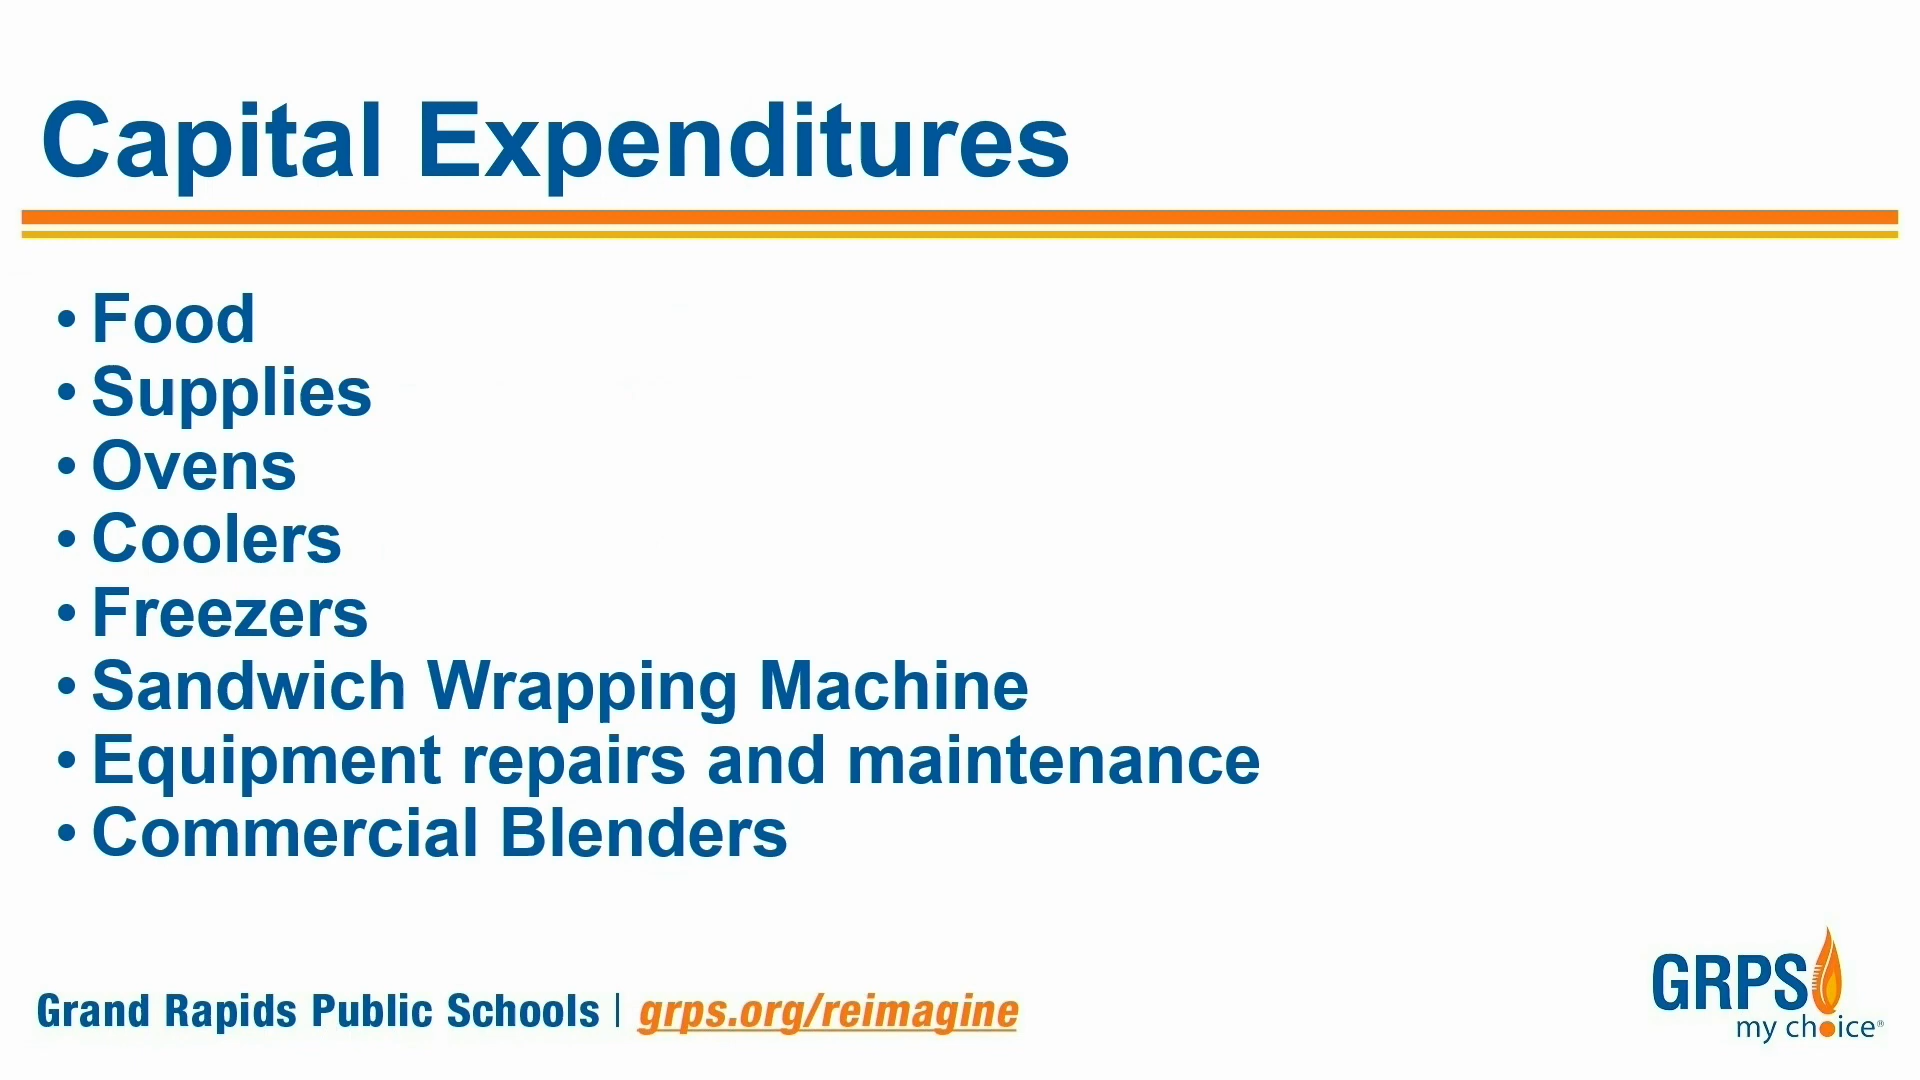 Capital Expenditures
• Food
• Supplies
• Ovens
• Coolers
• Freezers
• Sandwich Wrapping Machine
• Equipment repairs and maintenance
• Commercial Blenders
Grand Rapids Public Schools | grps.org/reimagine
GRPS
my choice®